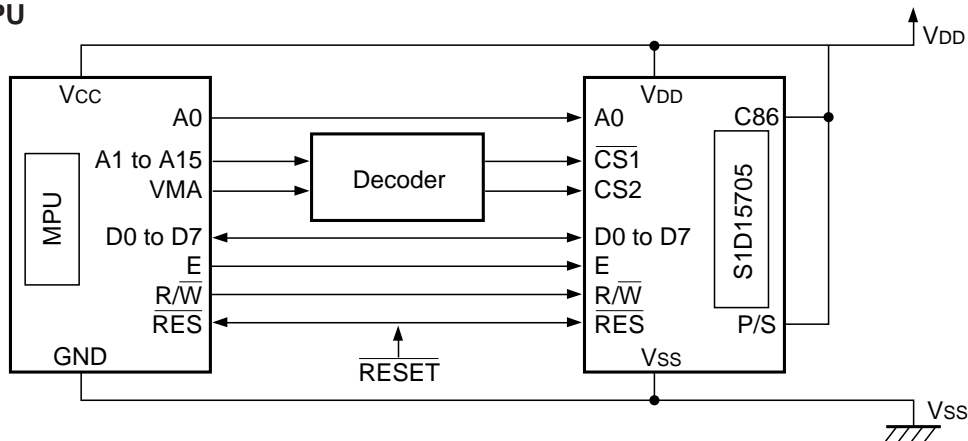 PU
VDD
VCC
VDD
A0
A0
C86
A1 to A15
CS1
VMA
Decoder
CS2
MPU
S1D15705
D0 to D7
D0 to D7
E
E
R/W
R/W
RES
RES
P/S
GND
RESET
VSS
VSS